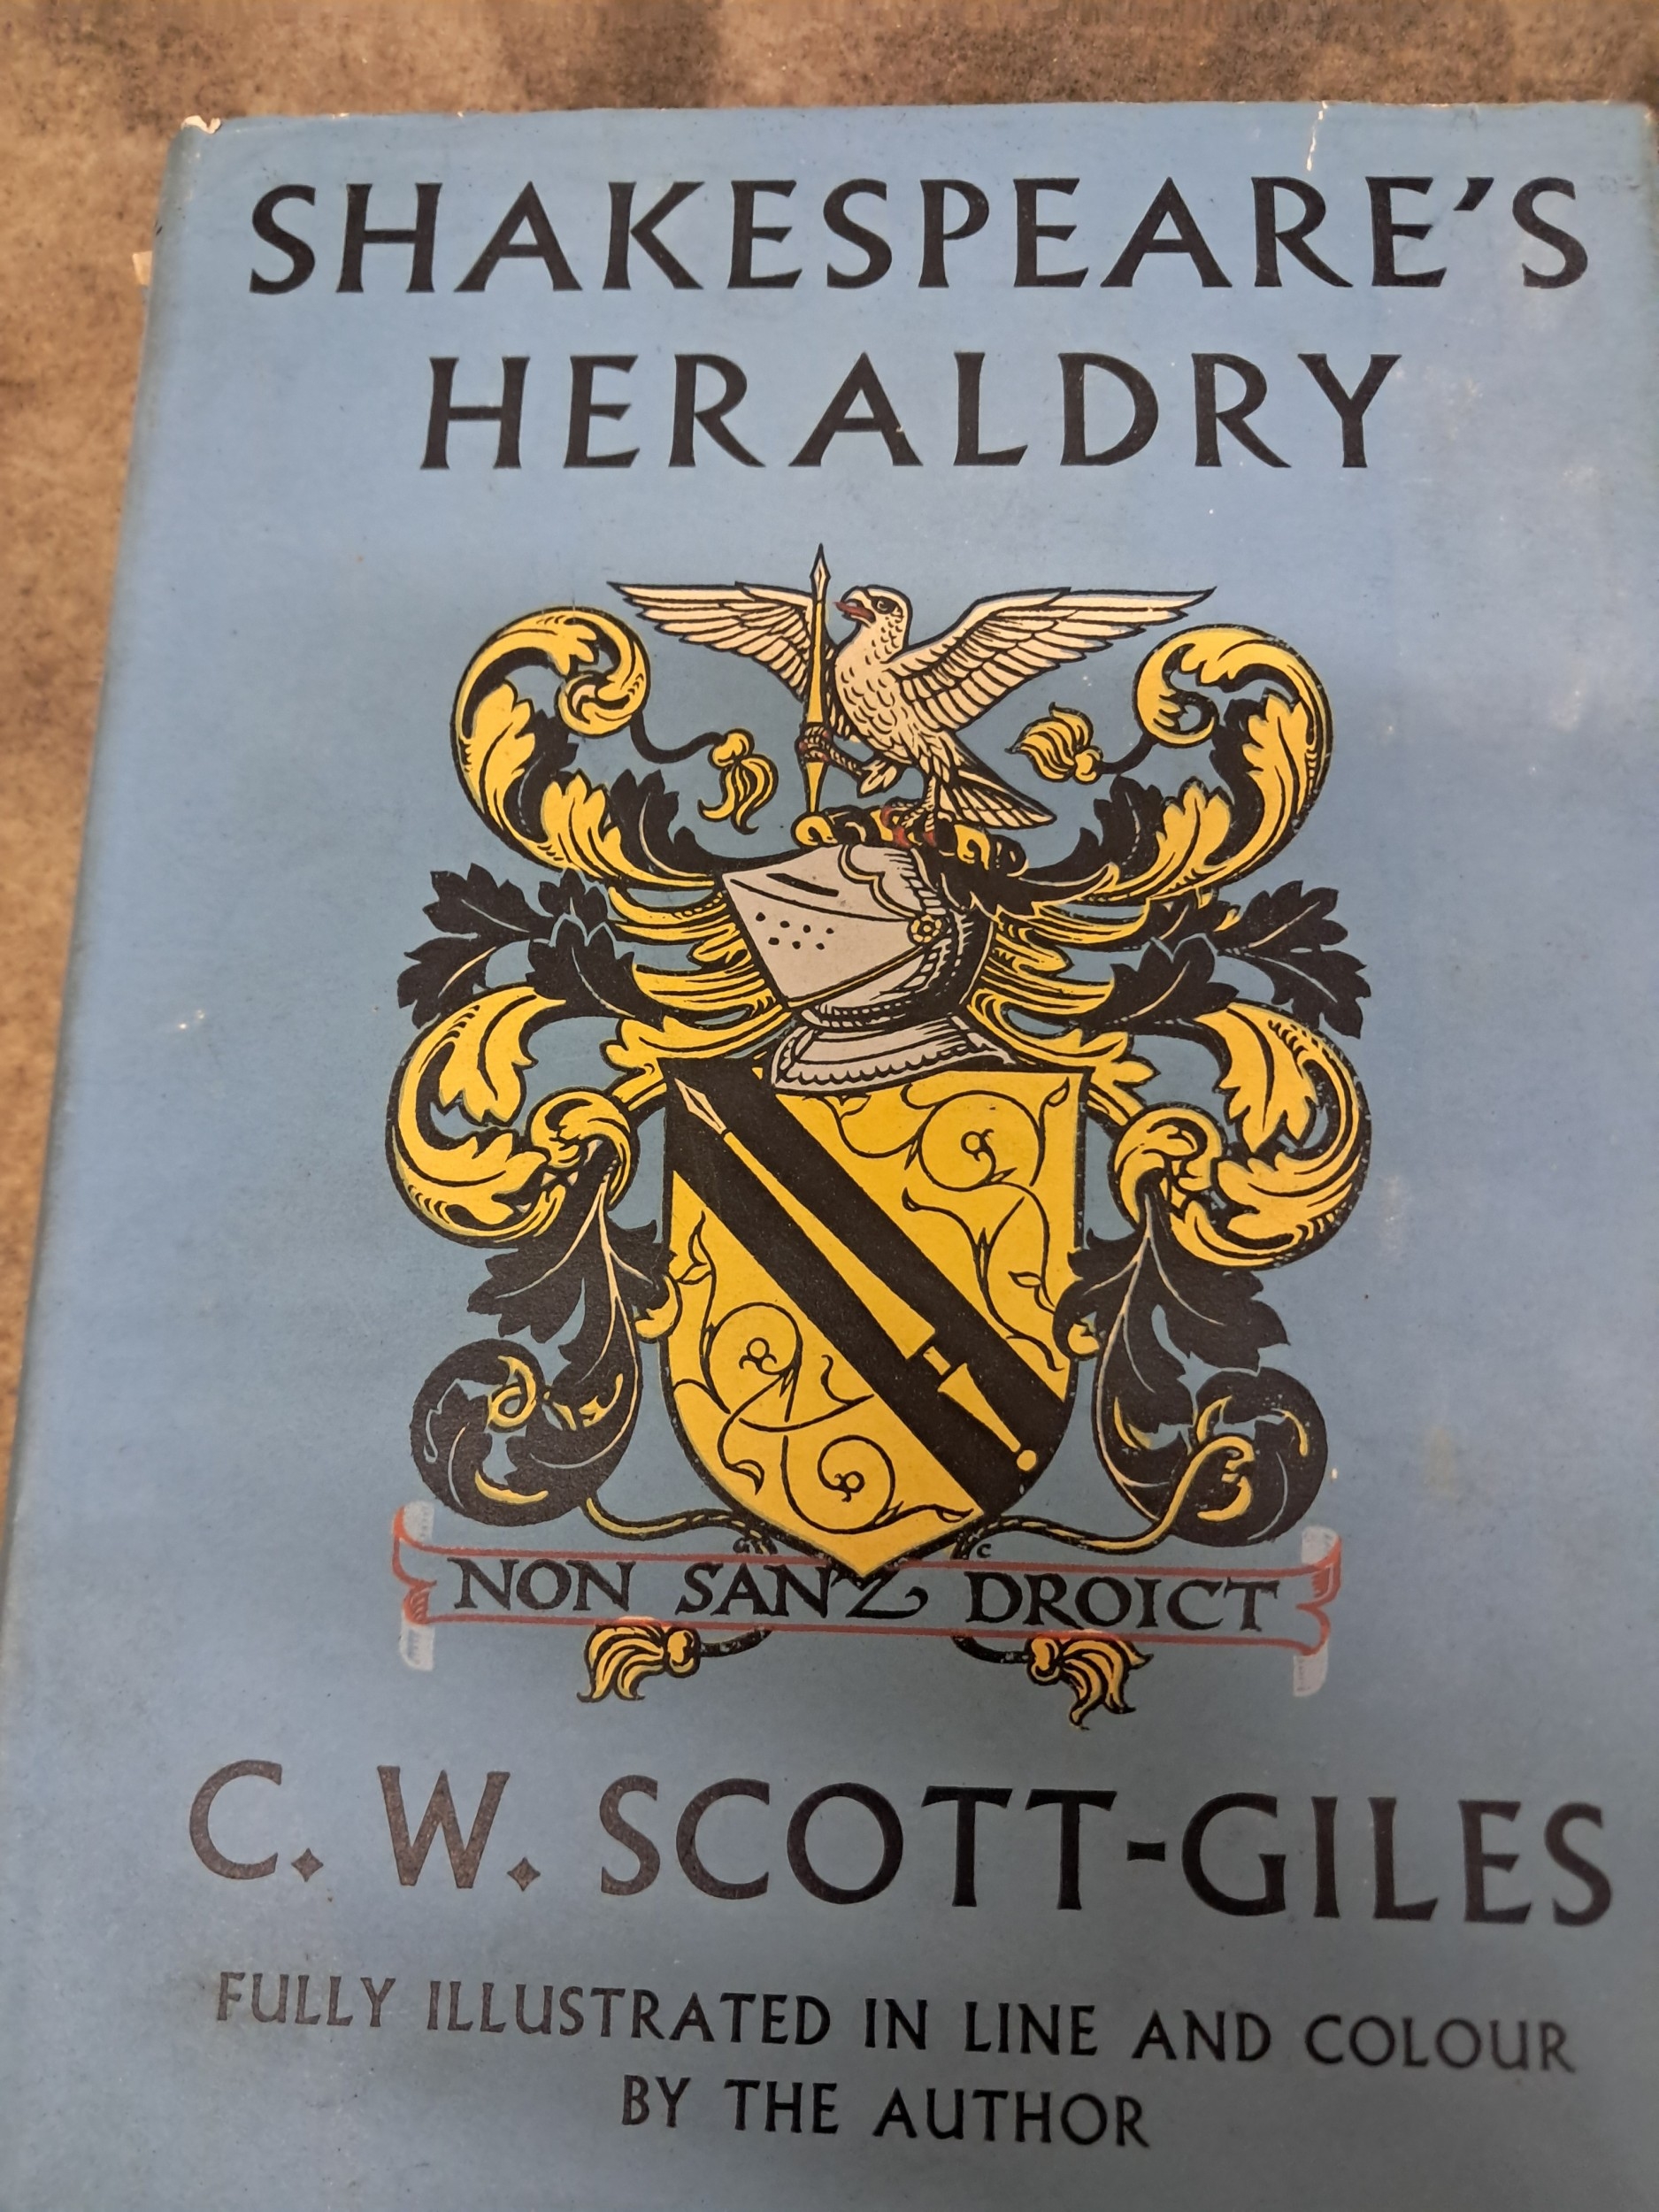 SHAKESPEARE'S
HERALDRY
NON SANZ DROICT
C. W. SCOTT-GILES
FULLY ILLUSTRATED IN LINE AND COLOUR
BY THE AUTHOR